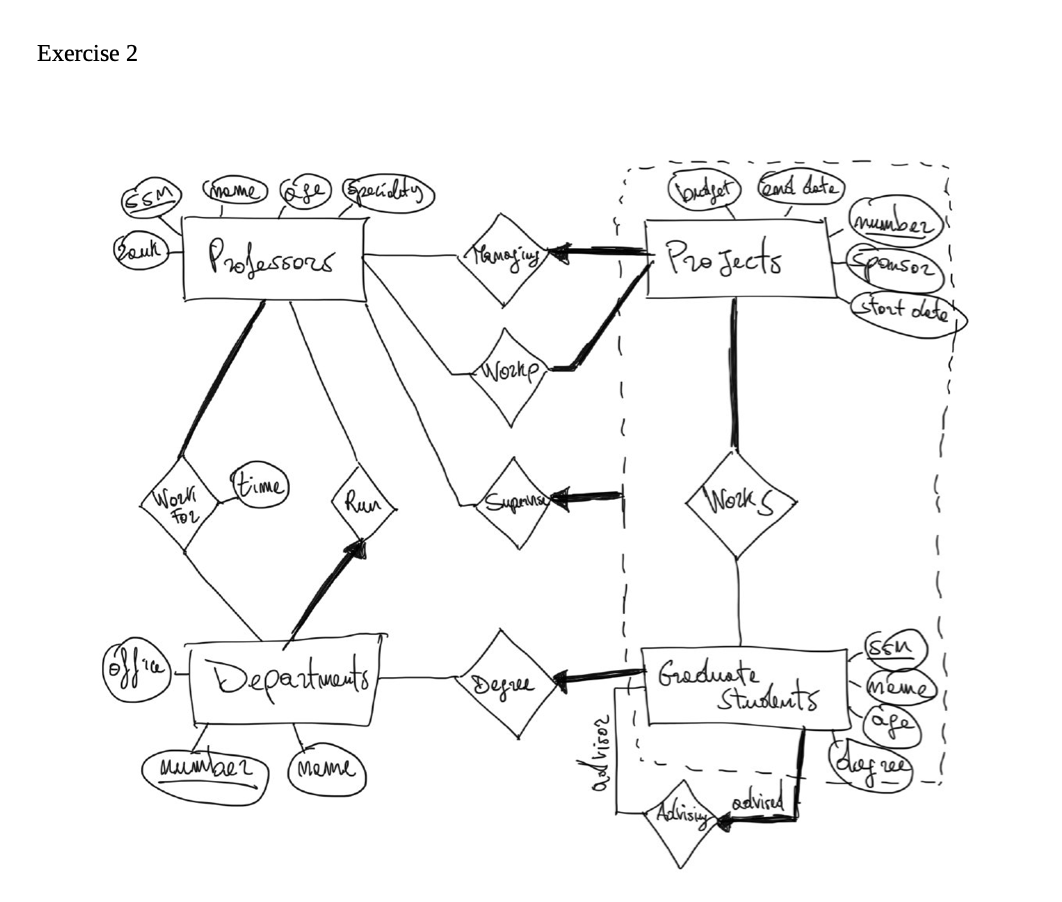 Exercise 2
SSN
name
age
speciality
Rank
Professors
budget
end date
number
sponsor
start date
Projects
Managing
WorkP
Work
For
time
Run
Supervise
WorkS
office
Departments
number
name
Degree
Graduate
Students
SSN
name
age
degree
advisor
advised
Advising